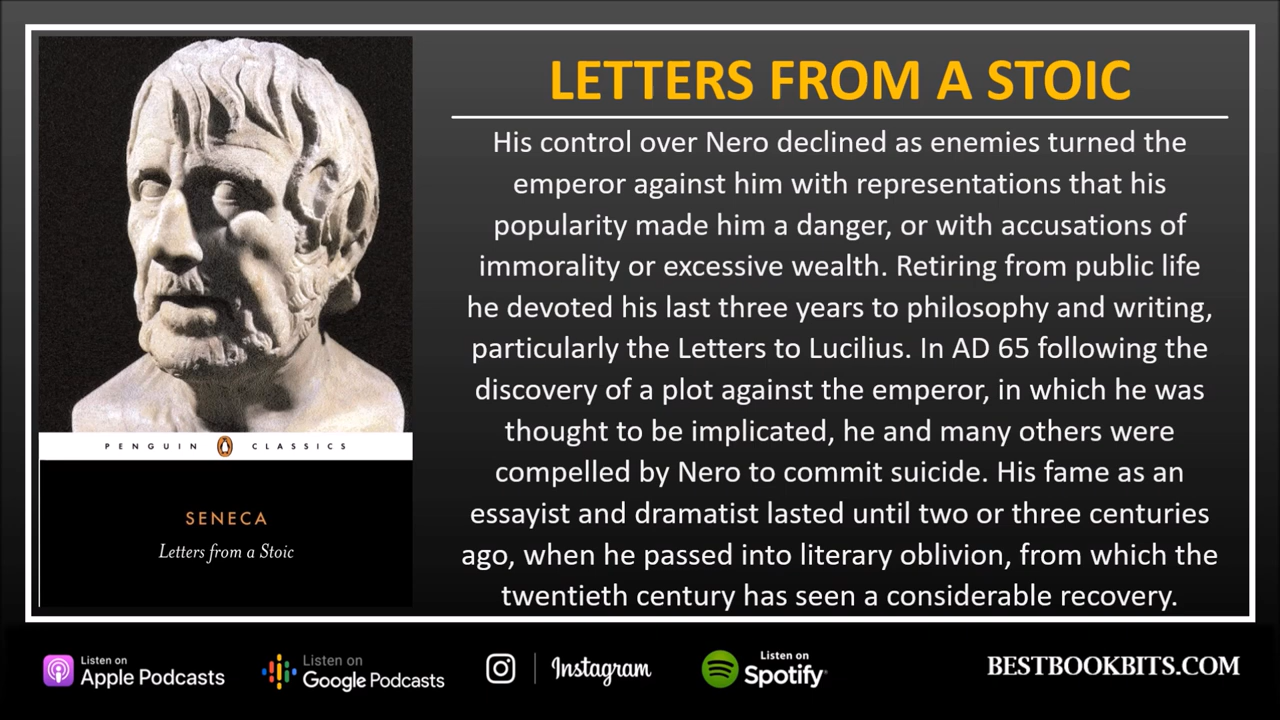 LETTERS FROM A STOIC
His control over Nero declined as enemies turned the
emperor against him with representations that his
popularity made him a danger, or with accusations of
immorality or excessive wealth. Retiring from public life
he devoted his last three years to philosophy and writing,
particularly the Letters to Lucilius. In AD 65 following the
discovery of a plot against the emperor, in which he was
thought to be implicated, he and many others were
compelled by Nero to commit suicide. His fame as an
essayist and dramatist lasted until two or three centuries
ago, when he passed into literary oblivion, from which the
twentieth century has seen a considerable recovery.
PENGUIN CLASSICS
SENECA
Letters from a Stoic
Listen on
Apple Podcasts
Listen on
Google Podcasts
Instagram
Listen on
Spotify
BESTBOOKBITS.COM